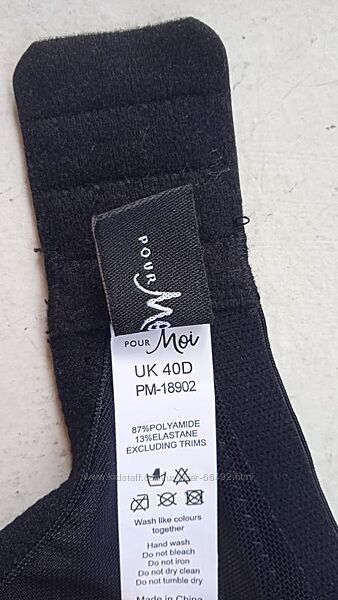 POUR Mo
POUR Moi
UK 40D
PM-18902
87%POLYAMIDE
13%ELASTANE
EXCLUDING TRIMS
Wash like colours
together
Hand wash
Do not bleach
Do not iron
Do not dry clean
Do not tumble dry
Made in China